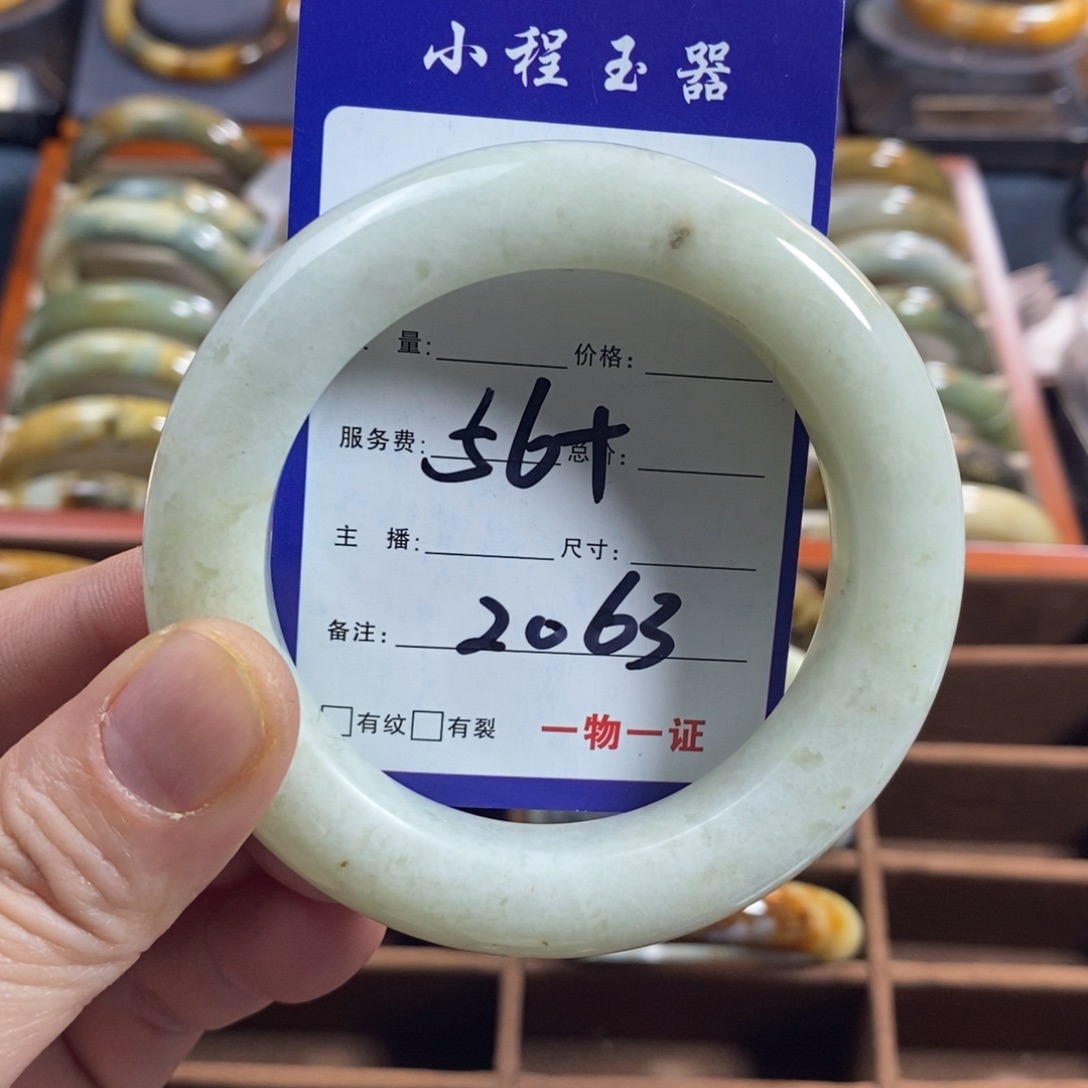 小程玉器
量: 价格:
服务费: 56+ 总价:
主播: 尺寸:
备注: 2063
有纹 有裂 一物一证